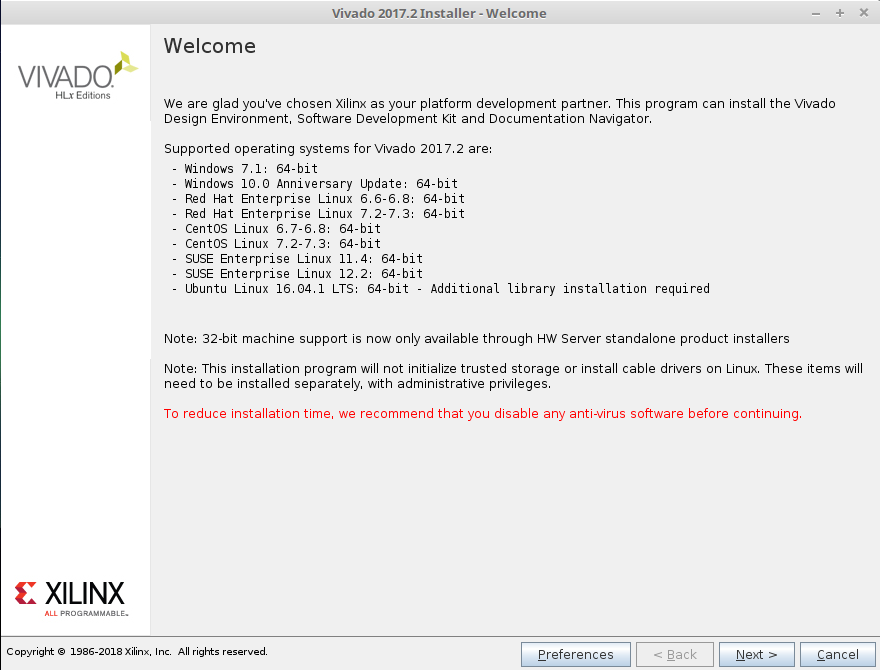 Vivado 2017.2 Installer - Welcome
VIVADO.
HLx Editions
Welcome
We are glad you've chosen Xilinx as your platform development partner. This program can install the Vivado
Design Environment, Software Development Kit and Documentation Navigator.
Supported operating systems for Vivado 2017.2 are:
- Windows 7.1: 64-bit
- Windows 10.0 Anniversary Update: 64-bit
- Red Hat Enterprise Linux 6.6-6.8: 64-bit
- Red Hat Enterprise Linux 7.2-7.3: 64-bit
- CentOS Linux 6.7-6.8: 64-bit
- CentOS Linux 7.2-7.3: 64-bit
- SUSE Enterprise Linux 11.4: 64-bit
- SUSE Enterprise Linux 12.2: 64-bit
- Ubuntu Linux 16.04.1 LTS: 64-bit - Additional library installation required
Note: 32-bit machine support is now only available through HW Server standalone product installers
Note: This installation program will not initialize trusted storage or install cable drivers on Linux. These items will
need to be installed separately, with administrative privileges.
To reduce installation time, we recommend that you disable any anti-virus software before continuing.
XILINX
ALL PROGRAMMABLE™
Copyright © 1986-2018 Xilinx, Inc. All rights reserved.
Preferences
< Back
Next >
Cancel